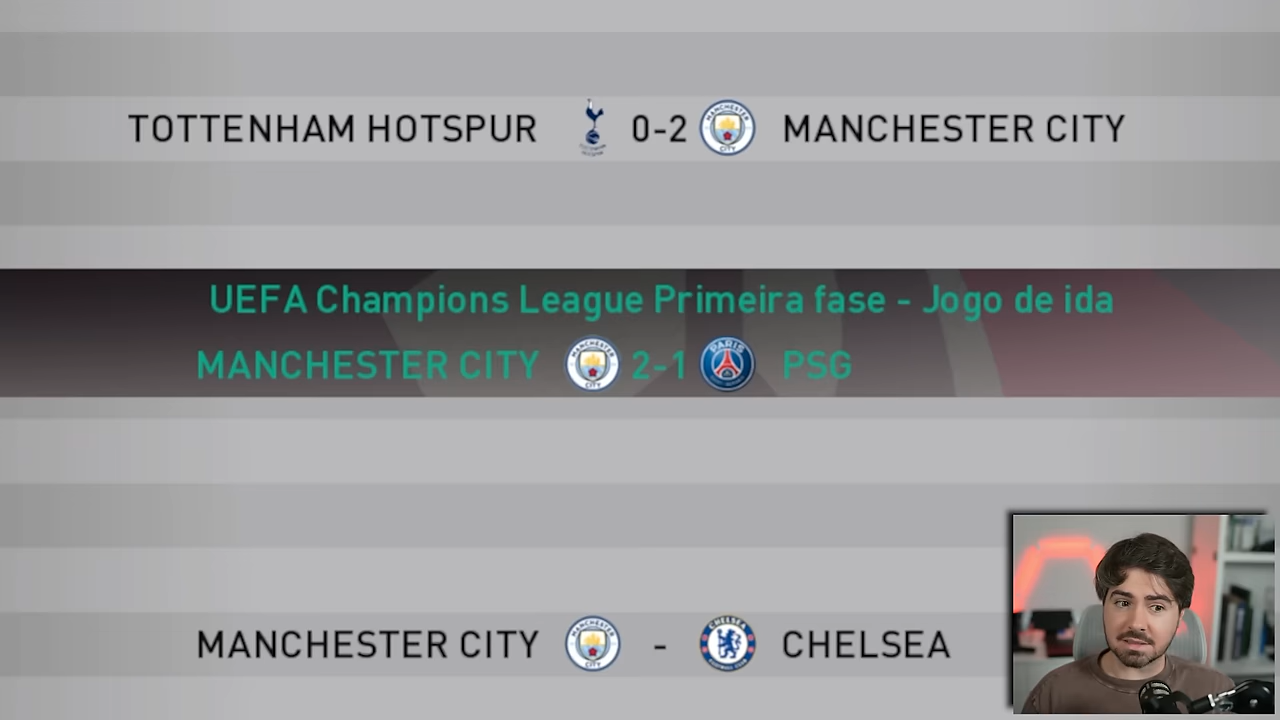 TOTTENHAM HOTSPUR 0-2 MANCHESTER CITY
UEFA Champions League Primeira fase - Jogo de ida
MANCHESTER CITY 2-1 PSG
MANCHESTER CITY - CHELSEA